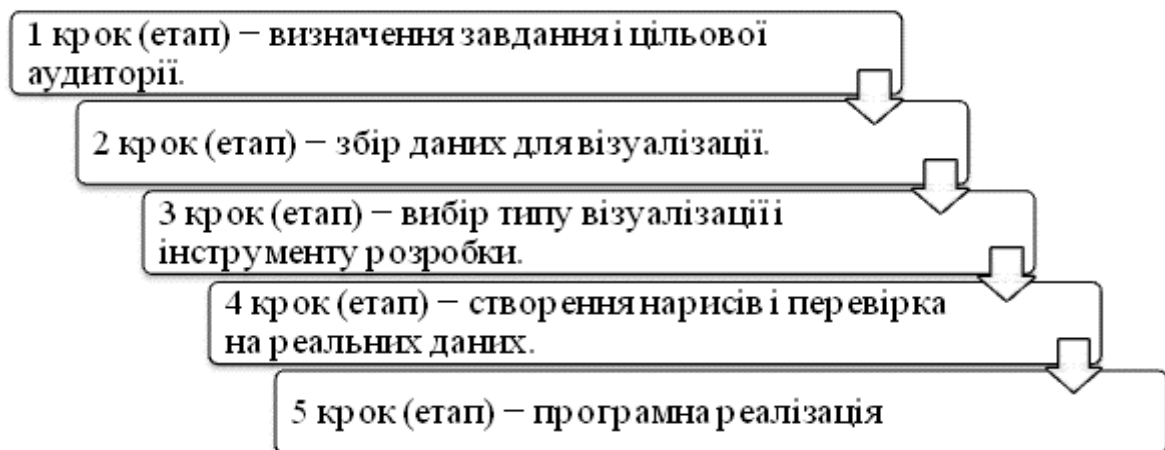 1 крок (етап) − визначення завдання і цільової
аудиторії.
2 крок (етап) − збір даних для візуалізації.
3 крок (етап) − вибір типу візуалізації і
інструменту розробки.
4 крок (етап) − створення нарисів і перевірка
на реальних даних.
5 крок (етап) − програмна реалізація